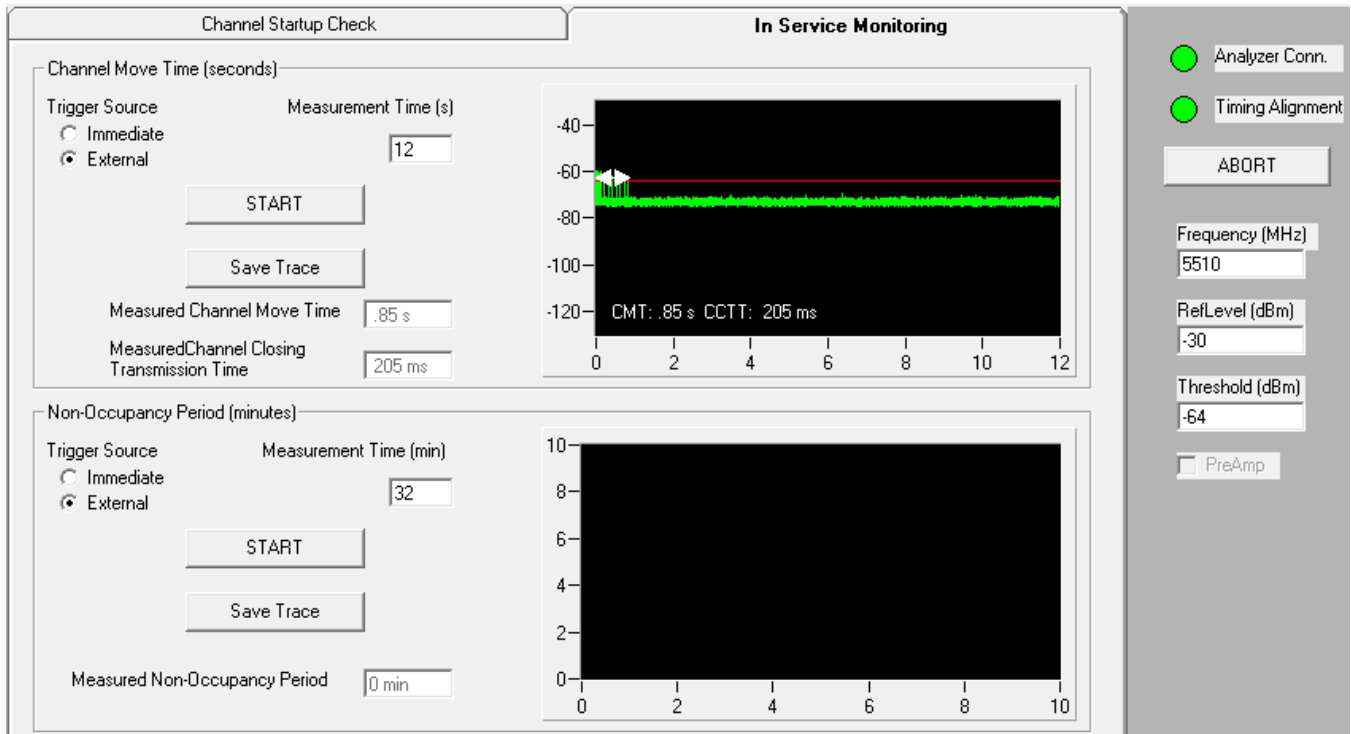 Channel Startup Check
In Service Monitoring
Channel Move Time (seconds)
Trigger Source
Immediate
External
Measurement Time (s)
12
START
Save Trace
Measured Channel Move Time
.85 s
MeasuredChannel Closing
Transmission Time
205 ms
-40
-60
-80
-100
-120
CMT: .85 s CCTT: 205 ms
0 2 4 6 8 10 12
Non-Occupancy Period (minutes)
Trigger Source
Immediate
External
Measurement Time (min)
32
START
Save Trace
Measured Non-Occupancy Period
0 min
10
8
6
4
2
0
0 2 4 6 8 10
Analyzer Conn.
Timing Alignment
ABORT
Frequency (MHz)
5510
RefLevel (dBm)
-30
Threshold (dBm)
-64
PreAmp